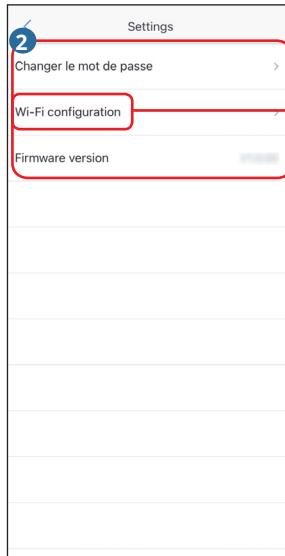 Settings
2
Changer le mot de passe
Wi-Fi configuration
Firmware version